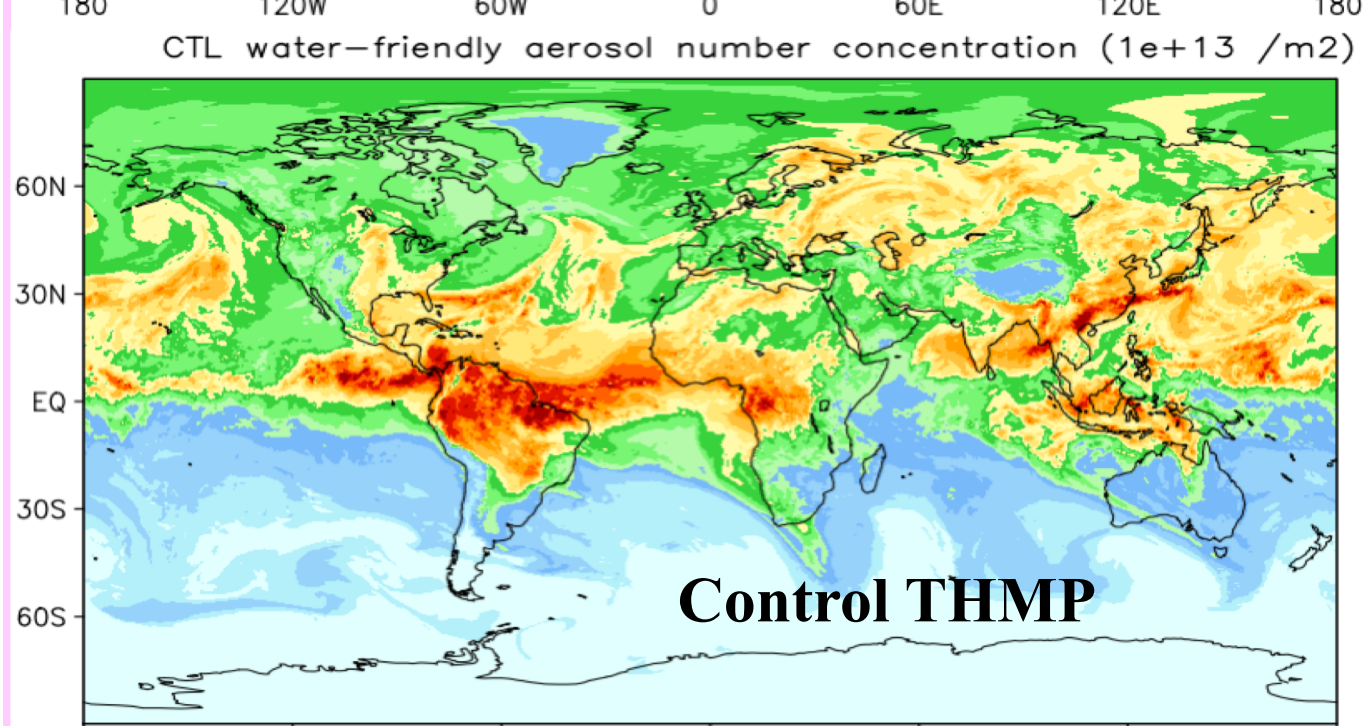 180 120W 60W 0 60E 120E 180
CTL water-friendly aerosol number concentration (1e+13 /m2)
60N
30N
EQ
30S
Control THMP
60S